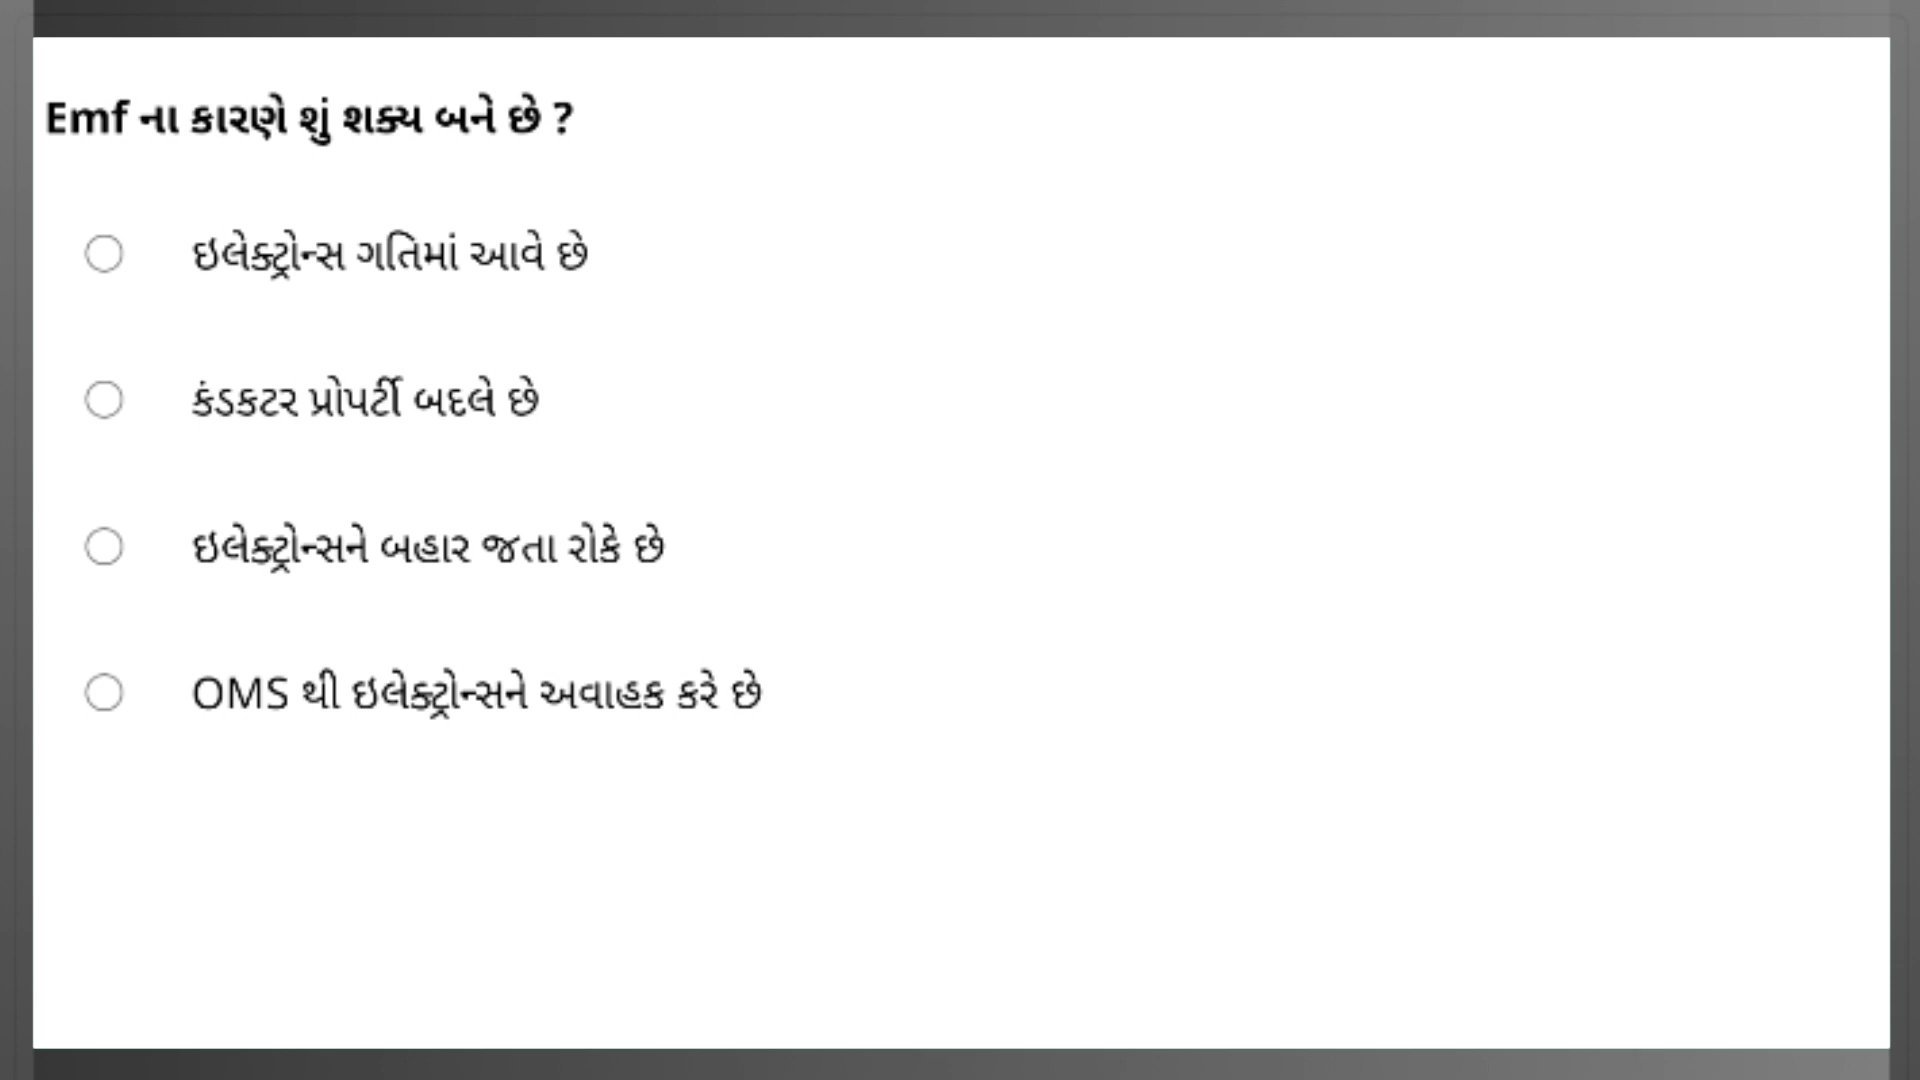 Emf ના કારણે શું શક્ય બને છે ?
ઇલેક્ટ્રોન્સ ગતિમાં આવે છે
કંડકટર પ્રોપર્ટી બદલે છે
ઇલેક્ટ્રોન્સને બહાર જતા રોકે છે
OMS થી ઇલેક્ટ્રોન્સને અવાહક કરે છે